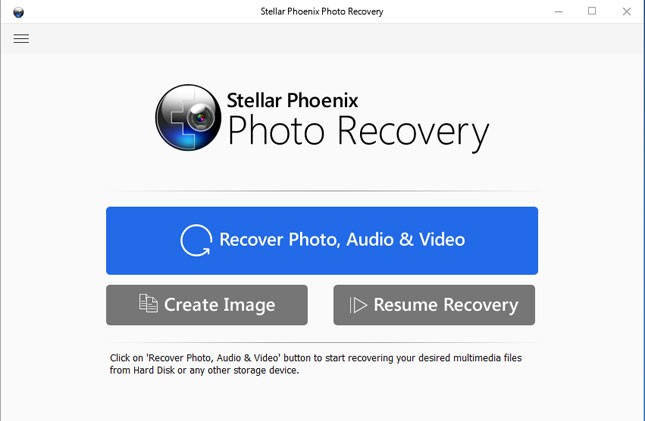 Stellar Phoenix Photo Recovery
Stellar Phoenix
Photo Recovery
Recover Photo, Audio & Video
Create Image
Resume Recovery
Click on 'Recover Photo, Audio & Video' button to start recovering your desired multimedia files
from Hard Disk or any other storage device.